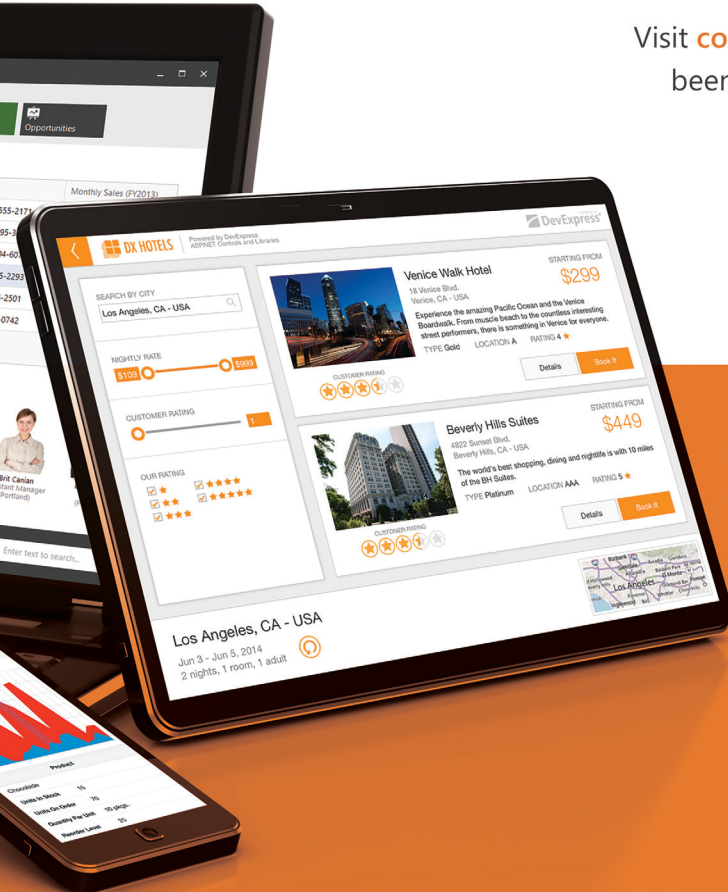 Visit co
been
Opportunities
Monthly Sales (FY2013)
555-2171
5-2293
-2501
-0742
Brit Canian
stant Manager
(Portland)
Enter text to search...
DX HOTELS
Powered by DevExpress
ASP.NET Controls and Libraries
DevExpress
SEARCH BY CITY
Los Angeles, CA - USA
NIGHTLY RATE
$109
$999
CUSTOMER RATING
1
OUR RATING
Venice Walk Hotel
18 Venice Blvd.
Venice, CA - USA
Experience the amazing Pacific Ocean and the Venice
Boardwalk. From muscle beach to the countless interesting
street performers, there is something in Venice for everyone.
TYPE Gold LOCATION A RATING 4
STARTING FROM
$299
CUSTOMER RATING
Details
Book It
Beverly Hills Suites
4822 Sunset Blvd.
Beverly Hills, CA - USA
The world's best shopping, dining and nightlife is with 10 miles
of the BH Suites.
TYPE Platinum LOCATION AAA RATING 5
STARTING FROM
$449
CUSTOMER RATING
Details
Book It
Los Angeles, CA - USA
Jun 3 - Jun 5, 2014
2 nights, 1 room, 1 adult
Burbank
Glendale
Los Angeles
Inglewood
Product
Chocolade
Units In Stock 15
Units On Order 70
Quantity Per Unit 10 pkgs.
Reorder Level 25